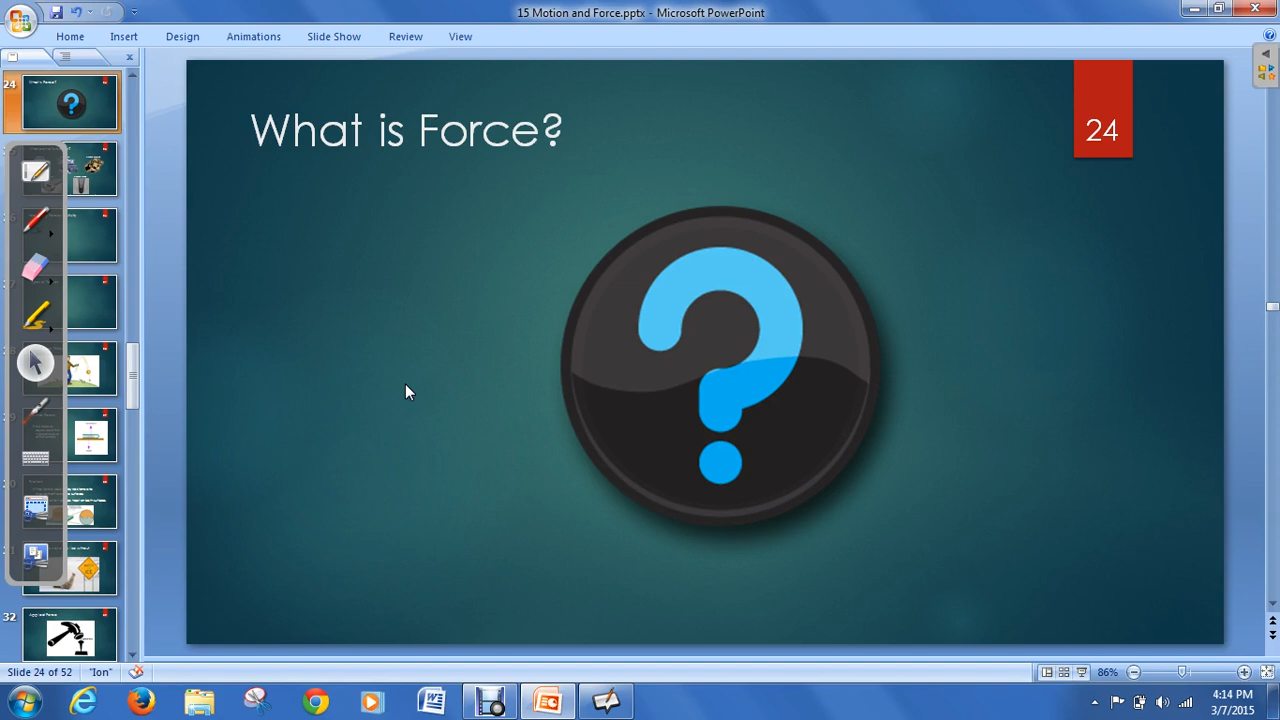 15 Motion and Force.pptx - Microsoft PowerPoint
Home Insert Design Animations Slide Show Review View
24
What is Force?
24
?
32
Slide 24 of 52 "Ion" 86%
4:14 PM
3/7/2015